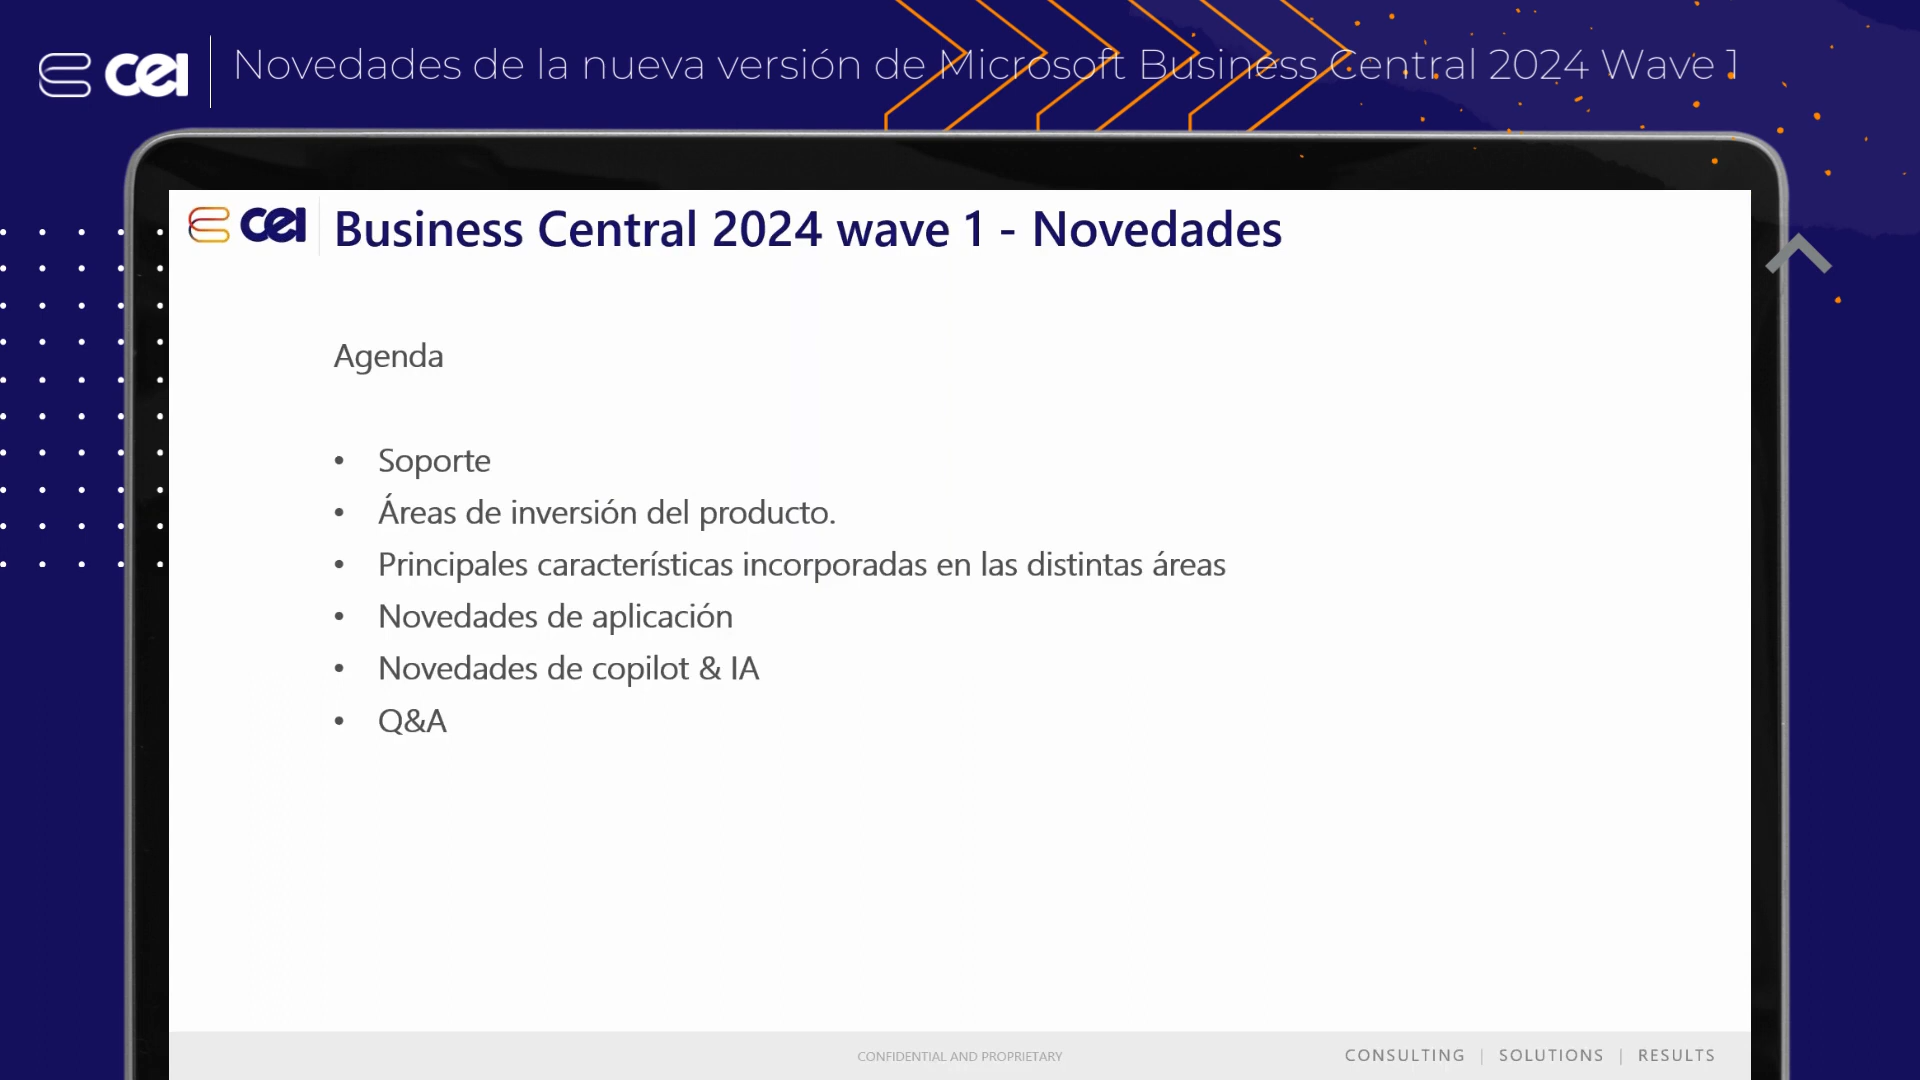 cei
Novedades de la nueva versión de Microsoft Business Central 2024 Wave 1
cei
Business Central 2024 wave 1 - Novedades
Agenda
• Soporte
• Áreas de inversión del producto.
• Principales características incorporadas en las distintas áreas
• Novedades de aplicación
• Novedades de copilot & IA
• Q&A
CONFIDENTIAL AND PROPRIETARY
CONSULTING | SOLUTIONS | RESULTS